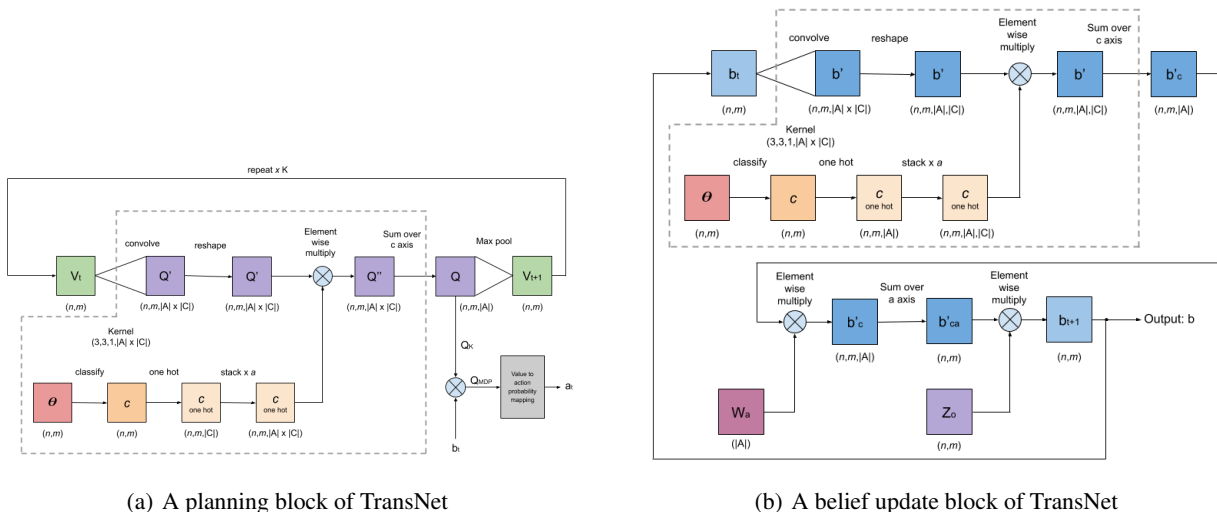 repeat x K
convolve
reshape
Element
wise
multiply
Sum over
c axis
Max pool
Vt
Q'
Q'
Q''
Q
Vt+1
(n,m)
(n,m,|A| x |C|)
(n,m,|A| x |C|)
(n,m,|A| x |C|)
(n,m,|A|)
(n,m)
Kernel
(3,3,1,|A| x |C|)
classify
one hot
stack x a
θ
c
c
one hot
c
one hot
(n,m)
(n,m)
(n,m,|C|)
(n,m,|A| x |C|)
QK
QMDP
Value to
action
probability
mapping
at
bt
(a) A planning block of TransNet
convolve
reshape
Element
wise
multiply
Sum over
c axis
bt
b'
b'
b'
b'c
(n,m)
(n,m,|A| x |C|)
(n,m,|A|,|C|)
(n,m,|A|,|C|)
(n,m,|A|)
Kernel
(3,3,1,|A| x |C|)
classify
one hot
stack x a
θ
c
c
one hot
c
one hot
(n,m)
(n,m)
(n,m,|A|)
(n,m,|A|,|C|)
Element
wise
multiply
Sum over
a axis
Element
wise
multiply
b'c
b'ca
bt+1
Output: b
(n,m,|A|)
(n,m)
(n,m)
Wa
Zo
(|A|)
(n,m)
(b) A belief update block of TransNet